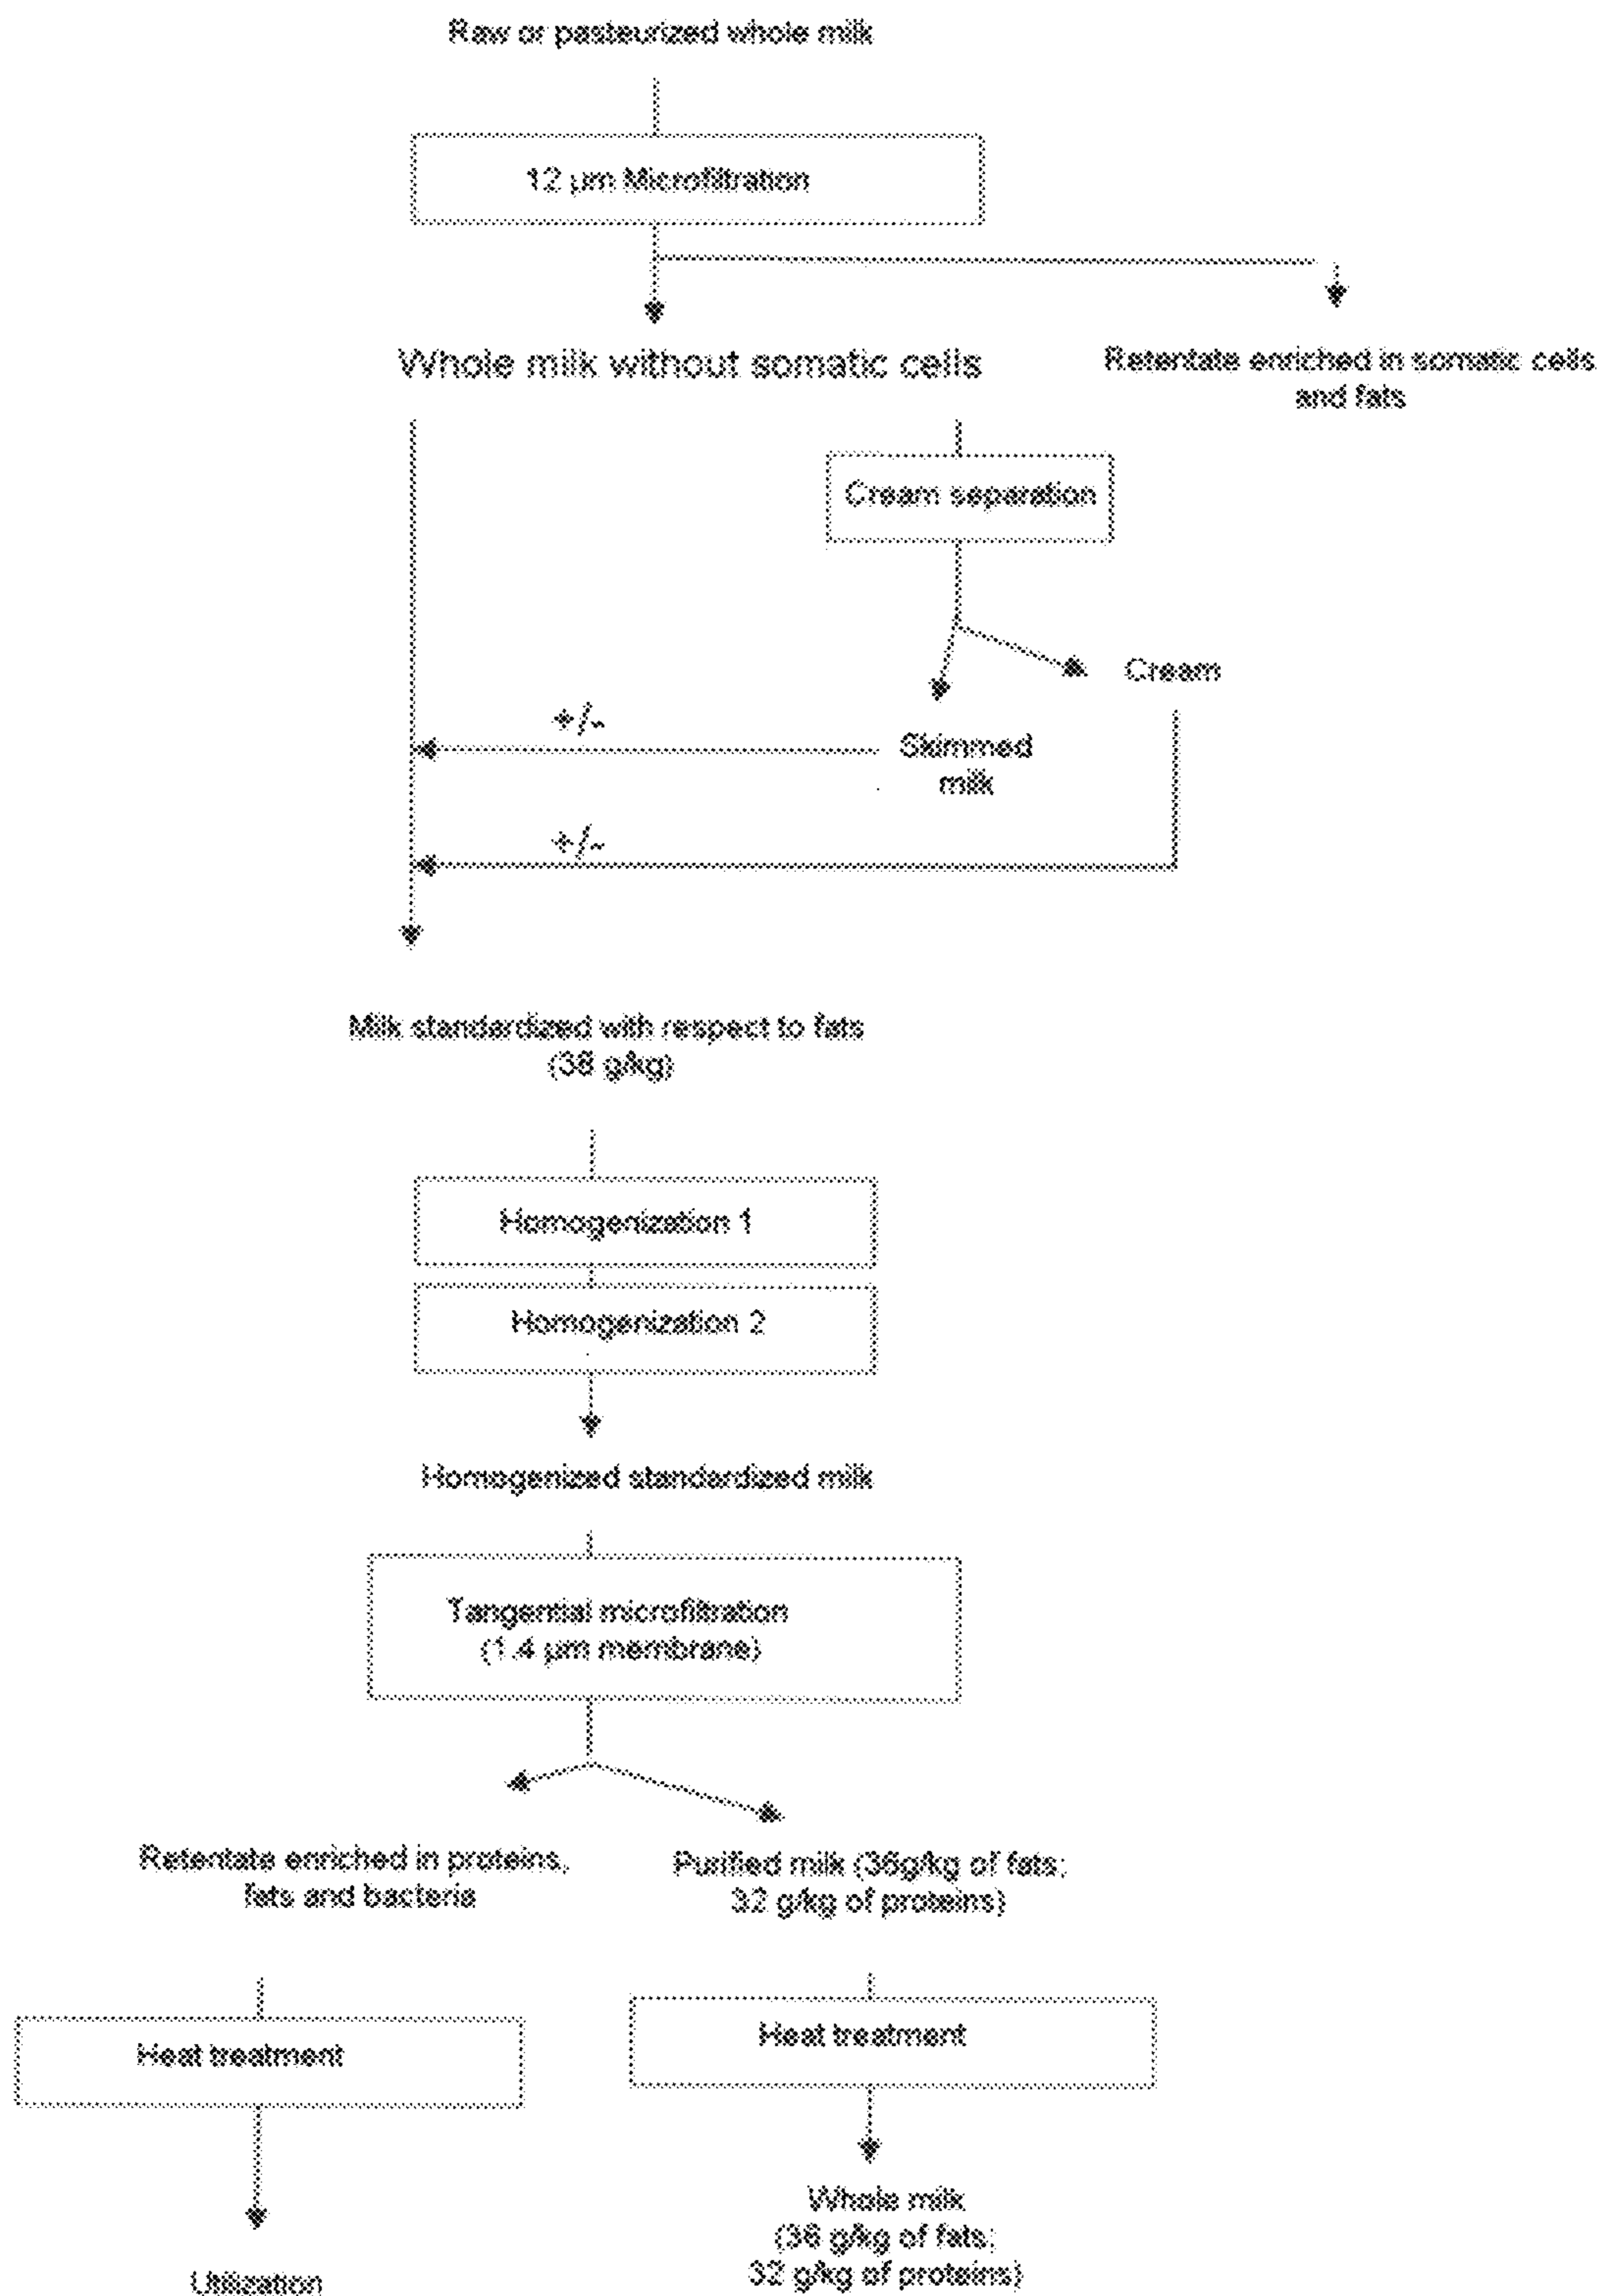 Raw or pasteurized whole milk
12 µm Microfiltration
Whole milk without somatic cells
Retentate enriched in somatic cells
and fats
Cream separation
Cream
+/-
Skimmed
milk
+/-
Milk standardized with respect to fats
(38 g/kg)
Homogenization 1
Homogenization 2
Homogenized standardized milk
Tangential microfiltration
(1.4 µm membrane)
Retentate enriched in proteins,
fats and bacteria
Purified milk (36g/kg of fats;
32 g/kg of proteins)
Heat treatment
Heat treatment
Whole milk
(36 g/kg of fats;
32 g/kg of proteins)
Utilization